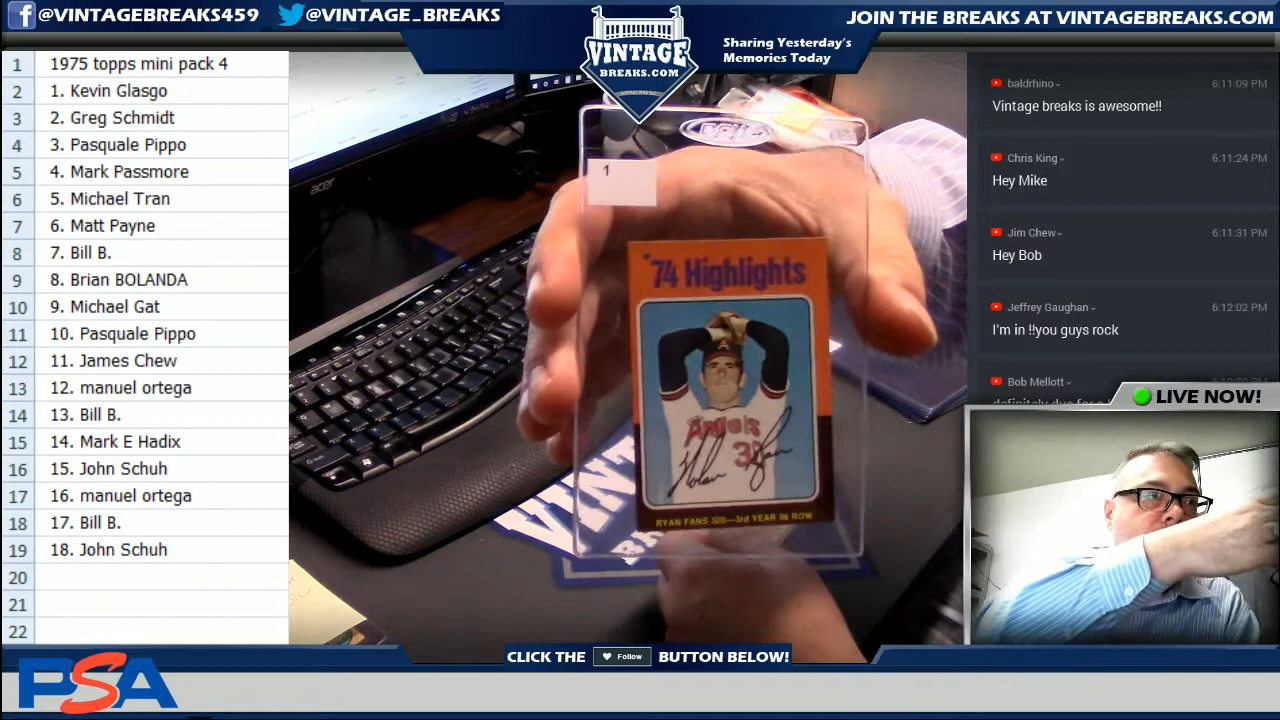 @VINTAGEBREAKS459
@VINTAGE_BREAKS
VINTAGE
BREAKS.COM
Sharing Yesterday's
Memories Today
JOIN THE BREAKS AT VINTAGEBREAKS.COM
1 1975 topps mini pack 4
2 1. Kevin Glasgo
3 2. Greg Schmidt
4 3. Pasquale Pippo
5 4. Mark Passmore
6 5. Michael Tran
7 6. Matt Payne
8 7. Bill B.
9 8. Brian BOLANDA
10 9. Michael Gat
11 10. Pasquale Pippo
12 11. James Chew
13 12. manuel ortega
14 13. Bill B.
15 14. Mark E Hadix
16 15. John Schuh
17 16. manuel ortega
18 17. Bill B.
19 18. John Schuh
20
21
22
acer
1
'74 Highlights
Angels
30
Nolan Ryan
RYAN FANS 300—3rd YEAR IN ROW
VINT
BR
baldrhino 6:11:09 PM
Vintage breaks is awesome!!
Chris King 6:11:24 PM
Hey Mike
Jim Chew 6:11:31 PM
Hey Bob
Jeffrey Gaughan 6:12:02 PM
I'm in !!you guys rock
Bob Mellott
LIVE NOW!
CLICK THE Follow BUTTON BELOW!
PSA